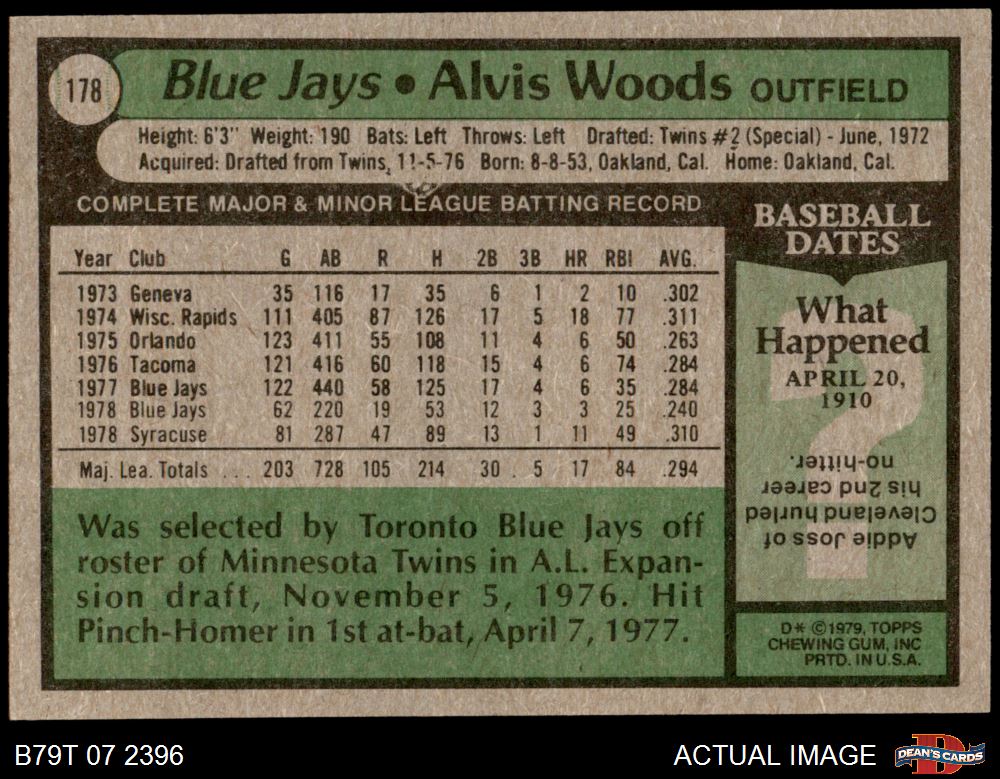 178
Blue Jays • Alvis Woods OUTFIELD
Height: 6'3" Weight: 190 Bats: Left Throws: Left Drafted: Twins #2 (Special) - June, 1972
Acquired: Drafted from Twins, 11-5-76 Born: 8-8-53, Oakland, Cal. Home: Oakland, Cal.
COMPLETE MAJOR & MINOR LEAGUE BATTING RECORD
Year Club G AB R H 2B 3B HR RBI AVG.
1973 Geneva 35 116 17 35 6 1 2 10 .302
1974 Wisc. Rapids 111 405 87 126 17 5 18 77 .311
1975 Orlando 123 411 55 108 11 4 6 50 .263
1976 Tacoma 121 416 60 118 15 4 6 74 .284
1977 Blue Jays 122 440 58 125 17 4 6 35 .284
1978 Blue Jays 62 220 19 53 12 3 3 25 .240
1978 Syracuse 81 287 47 89 13 1 11 49 .310
Maj. Lea. Totals . . . 203 728 105 214 30 . 5 17 84 .294
Was selected by Toronto Blue Jays off
roster of Minnesota Twins in A.L. Expan-
sion draft, November 5, 1976. Hit
Pinch-Homer in 1st at-bat, April 7, 1977.
BASEBALL
DATES
What
Happened
APRIL 20,
1910
?
Addie Joss of
Cleveland hurled
his 2nd career
no-hitter.
D* ©1979, TOPPS
CHEWING GUM, INC
PRTD. IN U.S.A.
B79T 07 2396
ACTUAL IMAGE
D's
DEAN'S CARDS